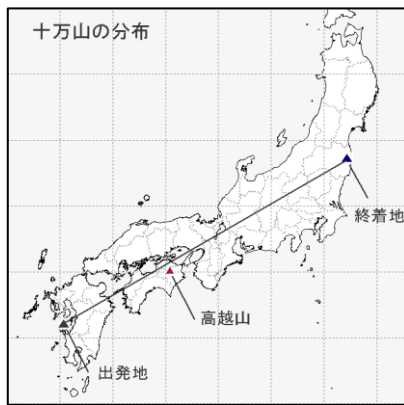 十万山の分布
終着地
高越山
出発地